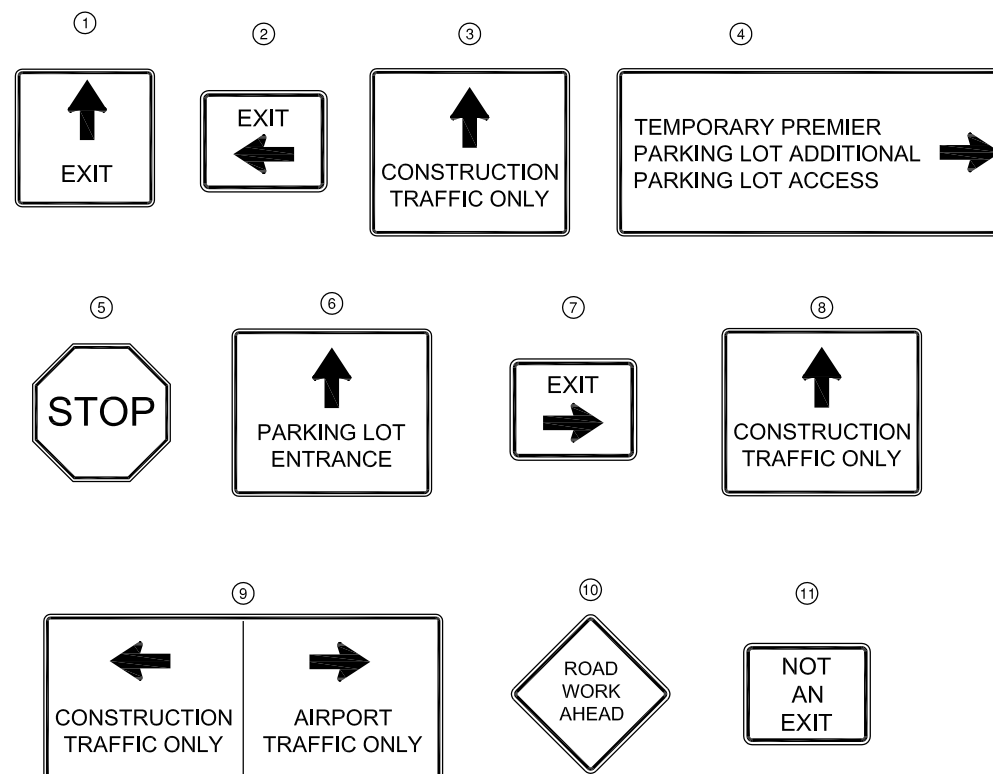 1
EXIT
2
EXIT
3
CONSTRUCTION
TRAFFIC ONLY
4
TEMPORARY PREMIER
PARKING LOT ADDITIONAL
PARKING LOT ACCESS
5
STOP
6
PARKING LOT
ENTRANCE
7
EXIT
8
CONSTRUCTION
TRAFFIC ONLY
9
CONSTRUCTION
TRAFFIC ONLY
AIRPORT
TRAFFIC ONLY
10
ROAD
WORK
AHEAD
11
NOT
AN
EXIT